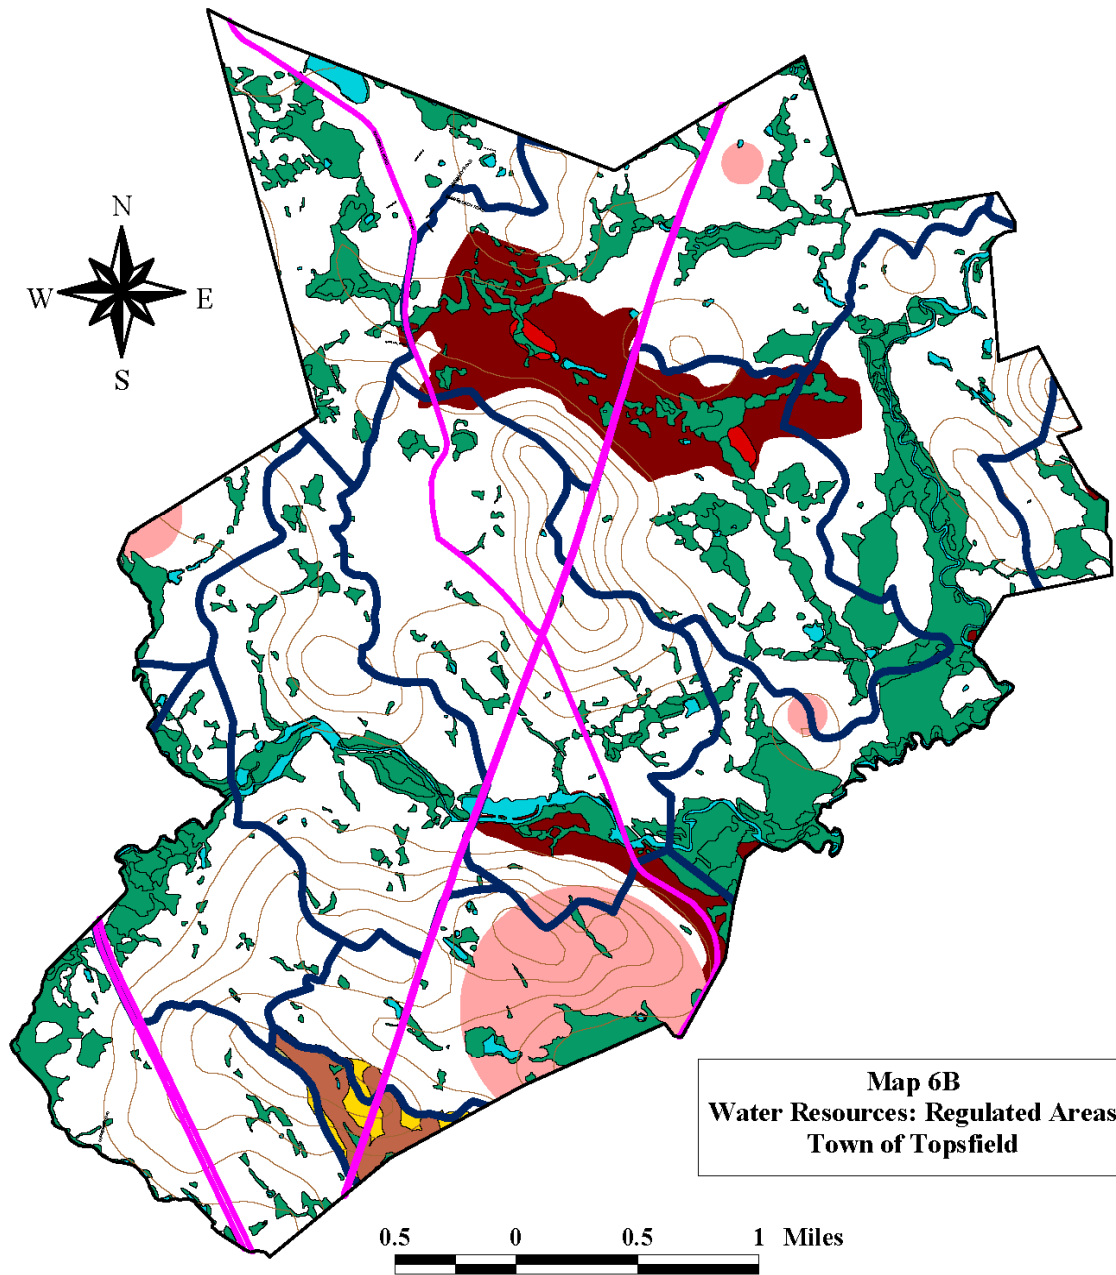 N
W E
S
Map 6B
Water Resources: Regulated Areas
Town of Topsfield
0.5 0 0.5 1 Miles